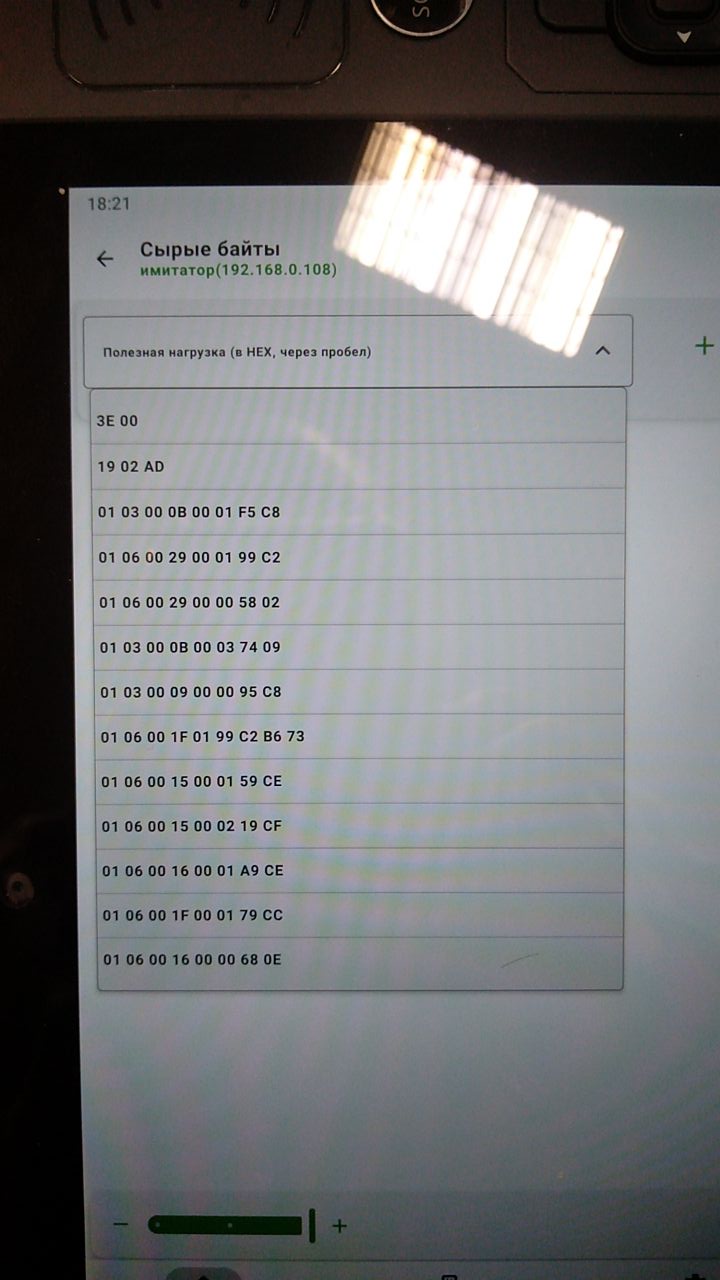 SO
18:21
Сырые байты
имитатор(192.168.0.108)
Полезная нагрузка (в HEX, через пробел)
3E 00
19 02 AD
01 03 00 0B 00 01 F5 C8
01 06 00 29 00 01 99 C2
01 06 00 29 00 00 58 02
01 03 00 0B 00 03 74 09
01 03 00 09 00 00 95 C8
01 06 00 1F 01 99 C2 B6 73
01 06 00 15 00 01 59 CE
01 06 00 15 00 02 19 CF
01 06 00 16 00 01 A9 CE
01 06 00 1F 00 01 79 CC
01 06 00 16 00 00 68 0E